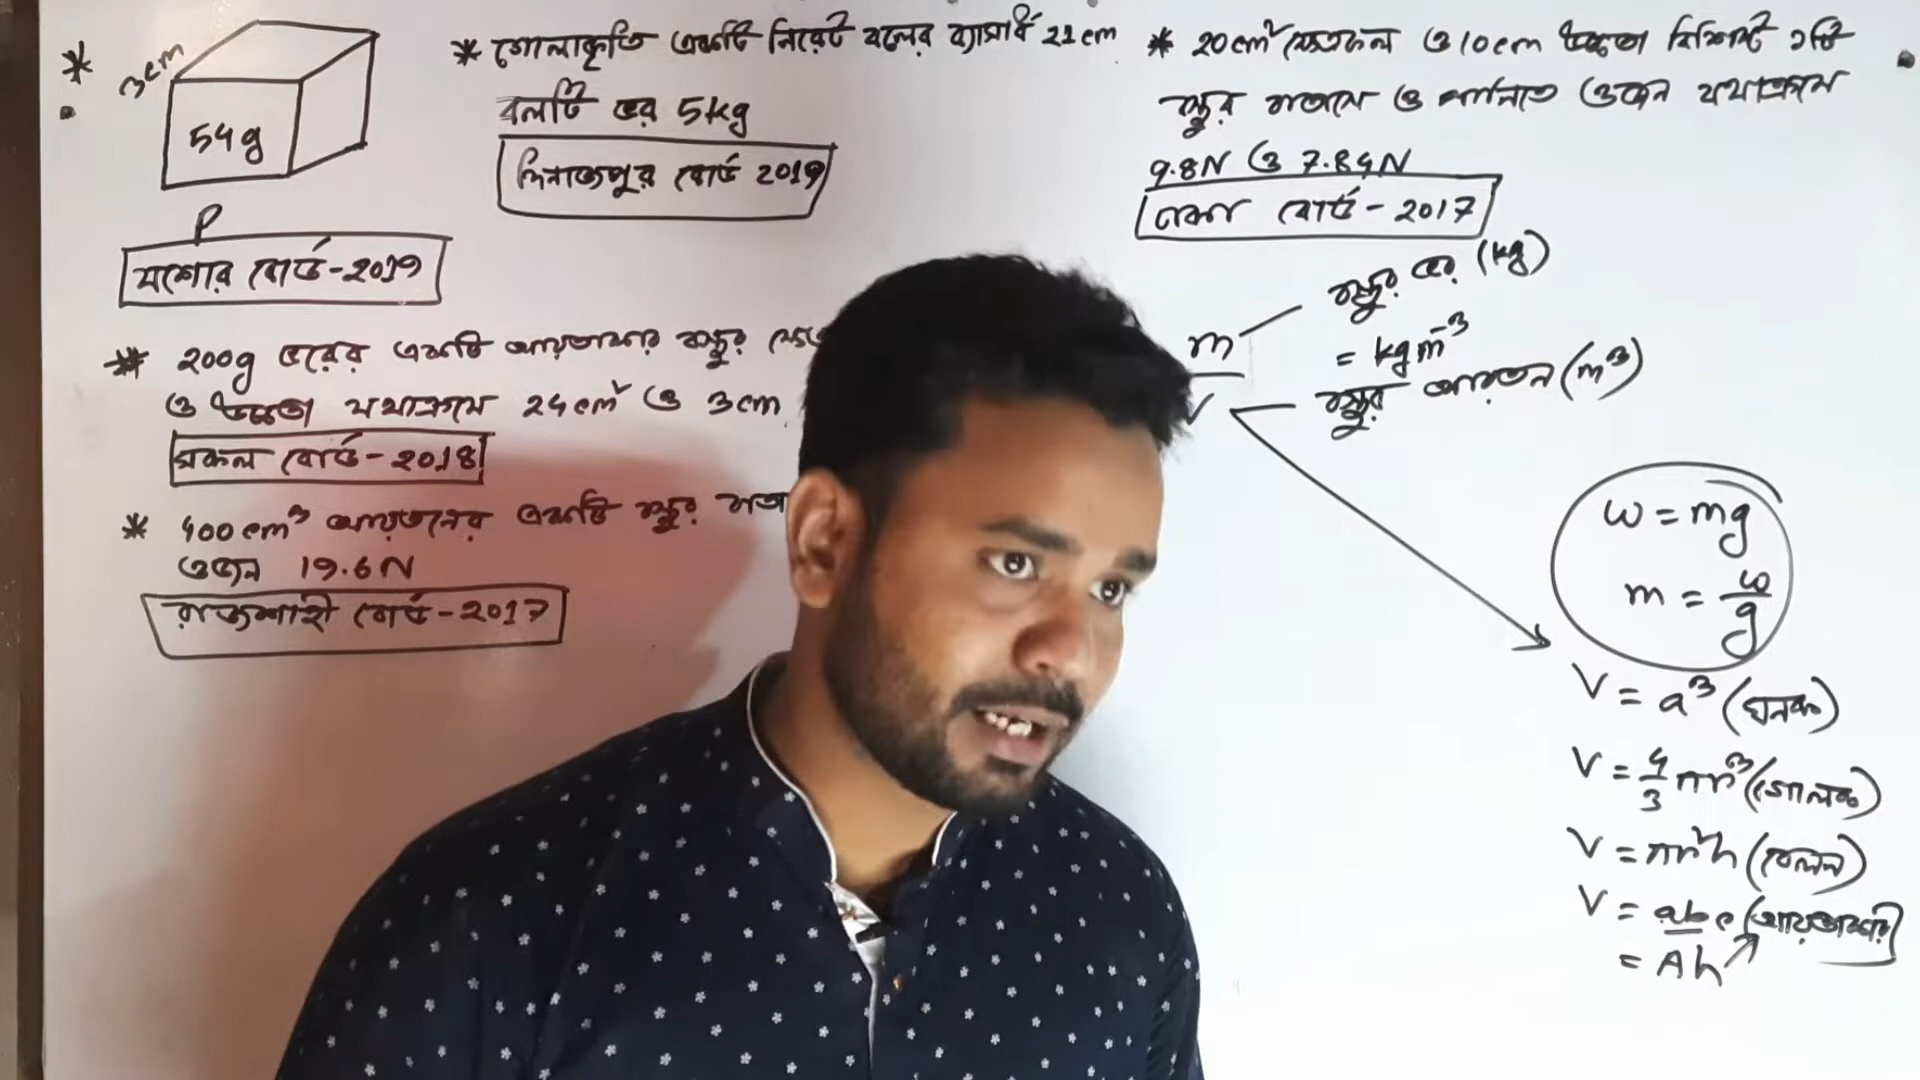 * 3cm
54g
P
যশোর বোর্ড-2019
* গোলাকৃতি একটি নিরেট বলের ব্যাসার্ধ 21cm
বলটি ভর 5kg
দিনাজপুর বোর্ড 2019
* 20cm² ক্ষেত্রফল ও 10cm উচ্চতা বিশিষ্ট ১টি
বস্তুর বাতাসে ও পানিতে ওজন যথাক্রমে
9.8N ও 7.84N
ঢাকা বোর্ড - 2017
* 200g ভরের একটি আয়তাকার বস্তুর
ও উচ্চতা যথাক্রমে 24cm² ও 3cm
সকল বোর্ড - 2018
* 400cm³ আয়তনের একটি বস্তুর
ওজন 19.6N
রাজশাহী বোর্ড - 2017
m বস্তুর ভর (kg)
= kgm⁻³
V বস্তুর আয়তন (m³)
ω = mg
m = ω/g
V = a³ (ঘনক)
V = 4/3 πr³ (গোলক)
V = πr²h (বেলন)
V = abc (আয়তাকার)
= Ah